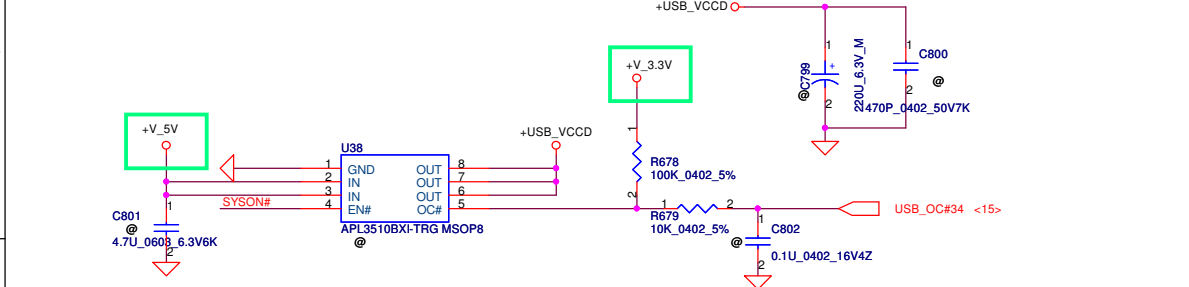 +USB_VCCD
1
+
C799
@
220U_6.3V_M
2
1
C800
@
2
470P_0402_50V7K
+V_3.3V
1
R678
100K_0402_5%
2
+V_5V
+USB_VCCD
U38
1 GND OUT 8
2 IN OUT 7
3 IN OUT 6
4 EN# OC# 5
SYSON#
APL3510BXI-TRG MSOP8
@
C801
@
4.7U_0603_6.3V6K
1
2
1 2
R679
10K_0402_5%
1
C802
@
0.1U_0402_16V4Z
2
USB_OC#34 <15>